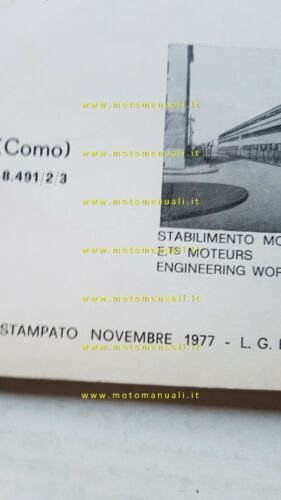 www.motomanuali.it
(Como)
8.491/2/3
www.motomanuali.it
STABILIMENTO MO
E.TS MOTEURS
ENGINEERING WOR
www.motomanuali.it
STAMPATO NOVEMBRE 1977 - L. G.
www.motomanuali.it